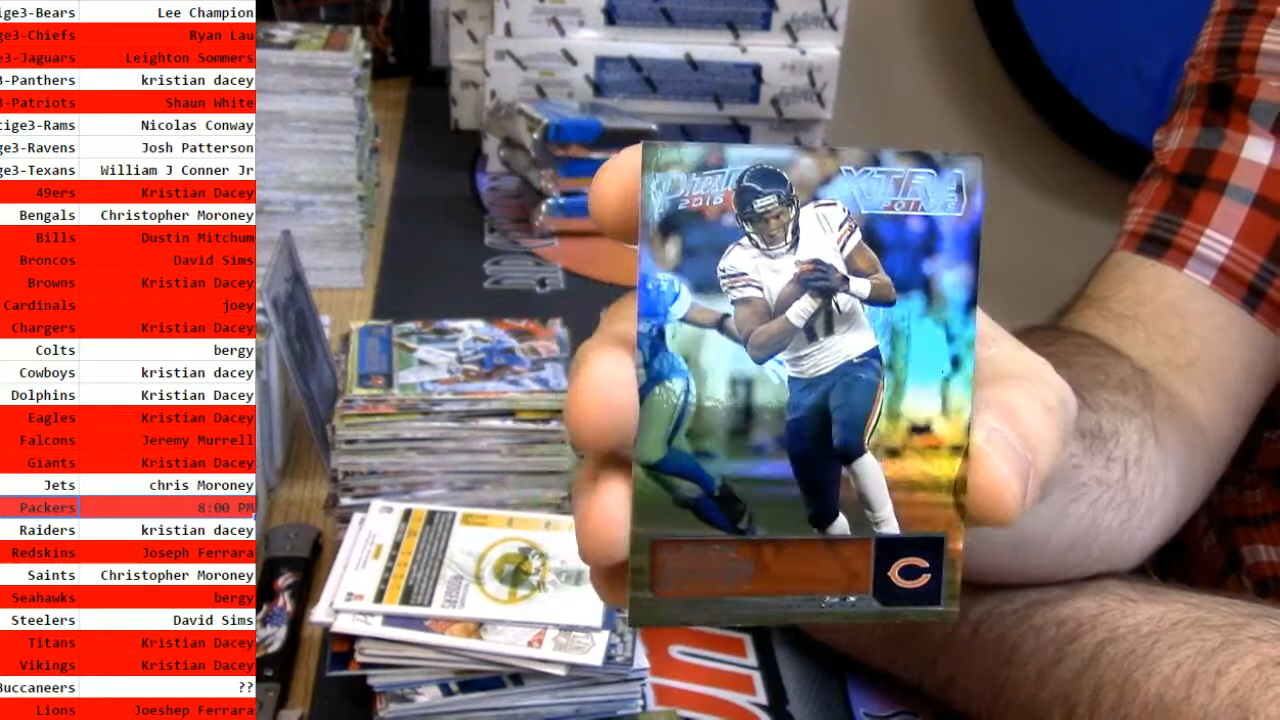 ige3-Bears Lee Champion
ge3-Chiefs Ryan Lau
e3-Jaguars Leighton Sommers
3-Panthers kristian dacey
3-Patriots Shaun White
tige3-Rams Nicolas Conway
ge3-Ravens Josh Patterson
ge3-Texans William J Conner Jr
49ers Kristian Dacey
Bengals Christopher Moroney
Bills Dustin Mitchum
Broncos David Sims
Browns Kristian Dacey
Cardinals joey
Chargers Kristian Dacey
Colts bergy
Cowboys kristian dacey
Dolphins Kristian Dacey
Eagles Kristian Dacey
Falcons Jeremy Murrell
Giants Kristian Dacey
Jets chris Moroney
Packers 8:00 PM
Raiders kristian dacey
Redskins Joseph Ferrara
Saints Christopher Moroney
Seahawks bergy
Steelers David Sims
Titans Kristian Dacey
Vikings Kristian Dacey
Buccaneers ??
Lions Joeshep Ferrara
Prest
2016
XTRA
POINTS
17
C
RODGERS
G